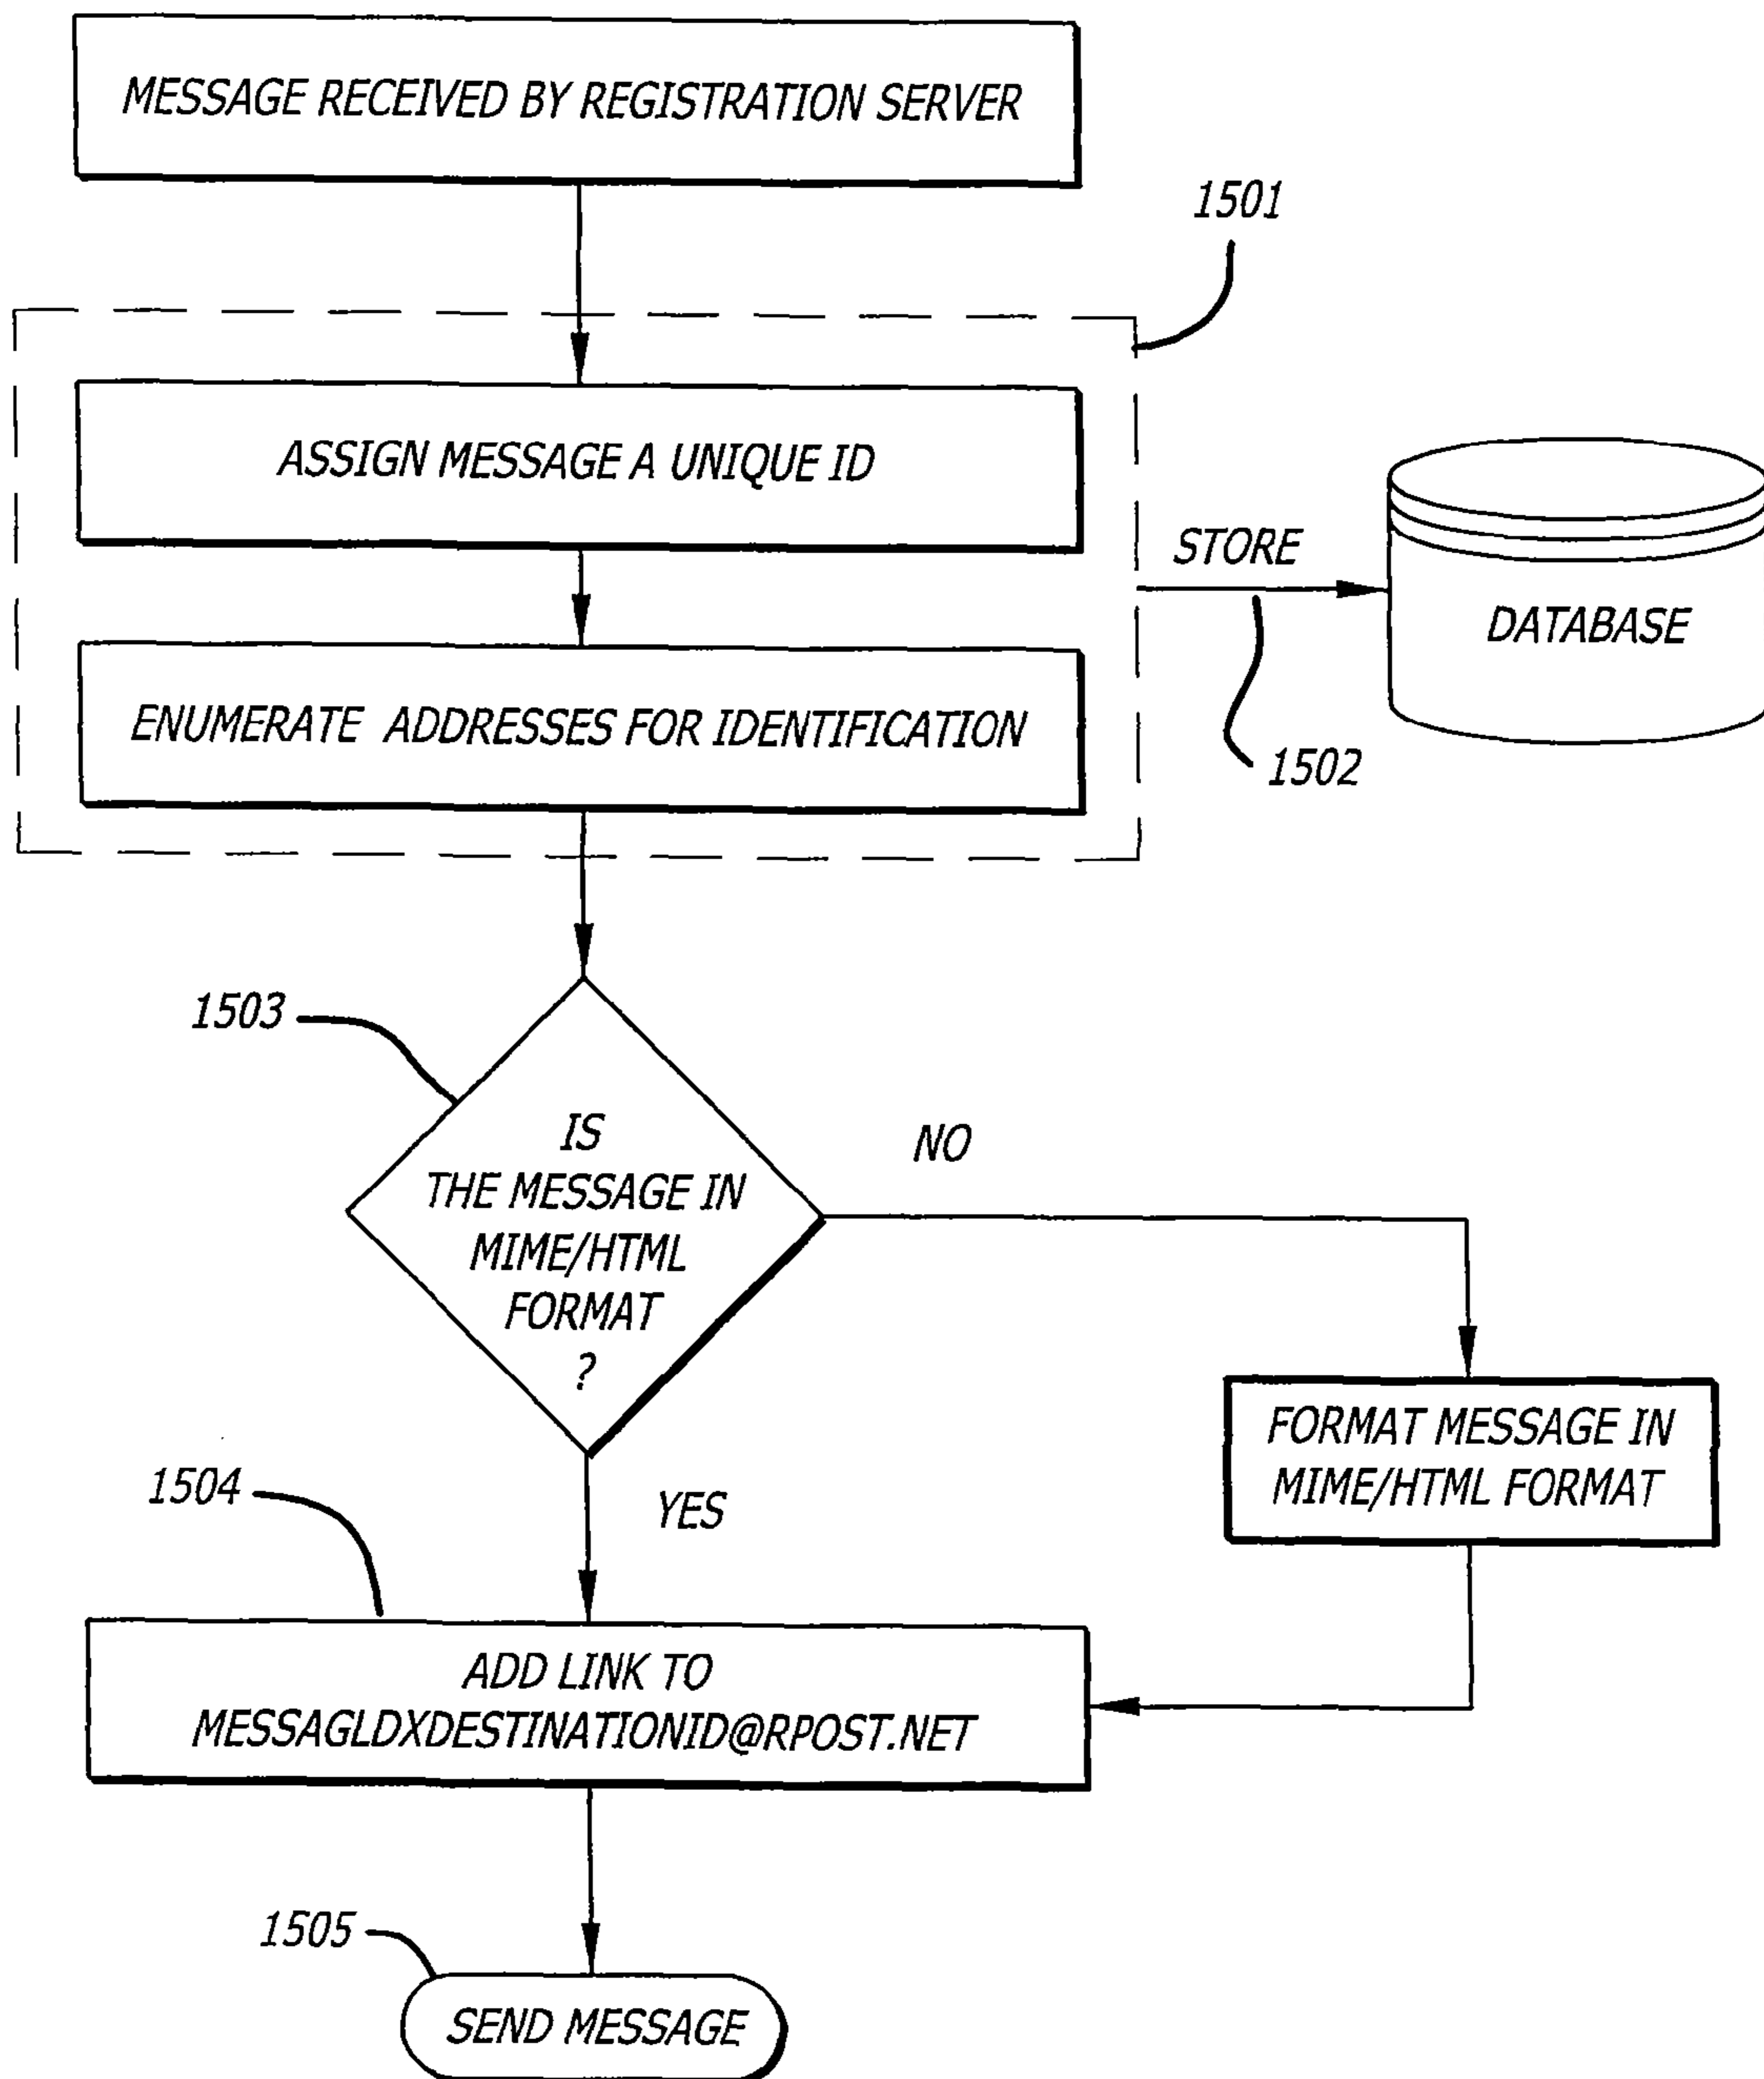 MESSAGE RECEIVED BY REGISTRATION SERVER
1501
ASSIGN MESSAGE A UNIQUE ID
STORE
DATABASE
ENUMERATE ADDRESSES FOR IDENTIFICATION
1502
1503
IS
THE MESSAGE IN
MIME/HTML
FORMAT
?
NO
FORMAT MESSAGE IN
MIME/HTML FORMAT
1504
YES
ADD LINK TO
MESSAGLDXDESTINATIONID@RPOST.NET
1505
SEND MESSAGE